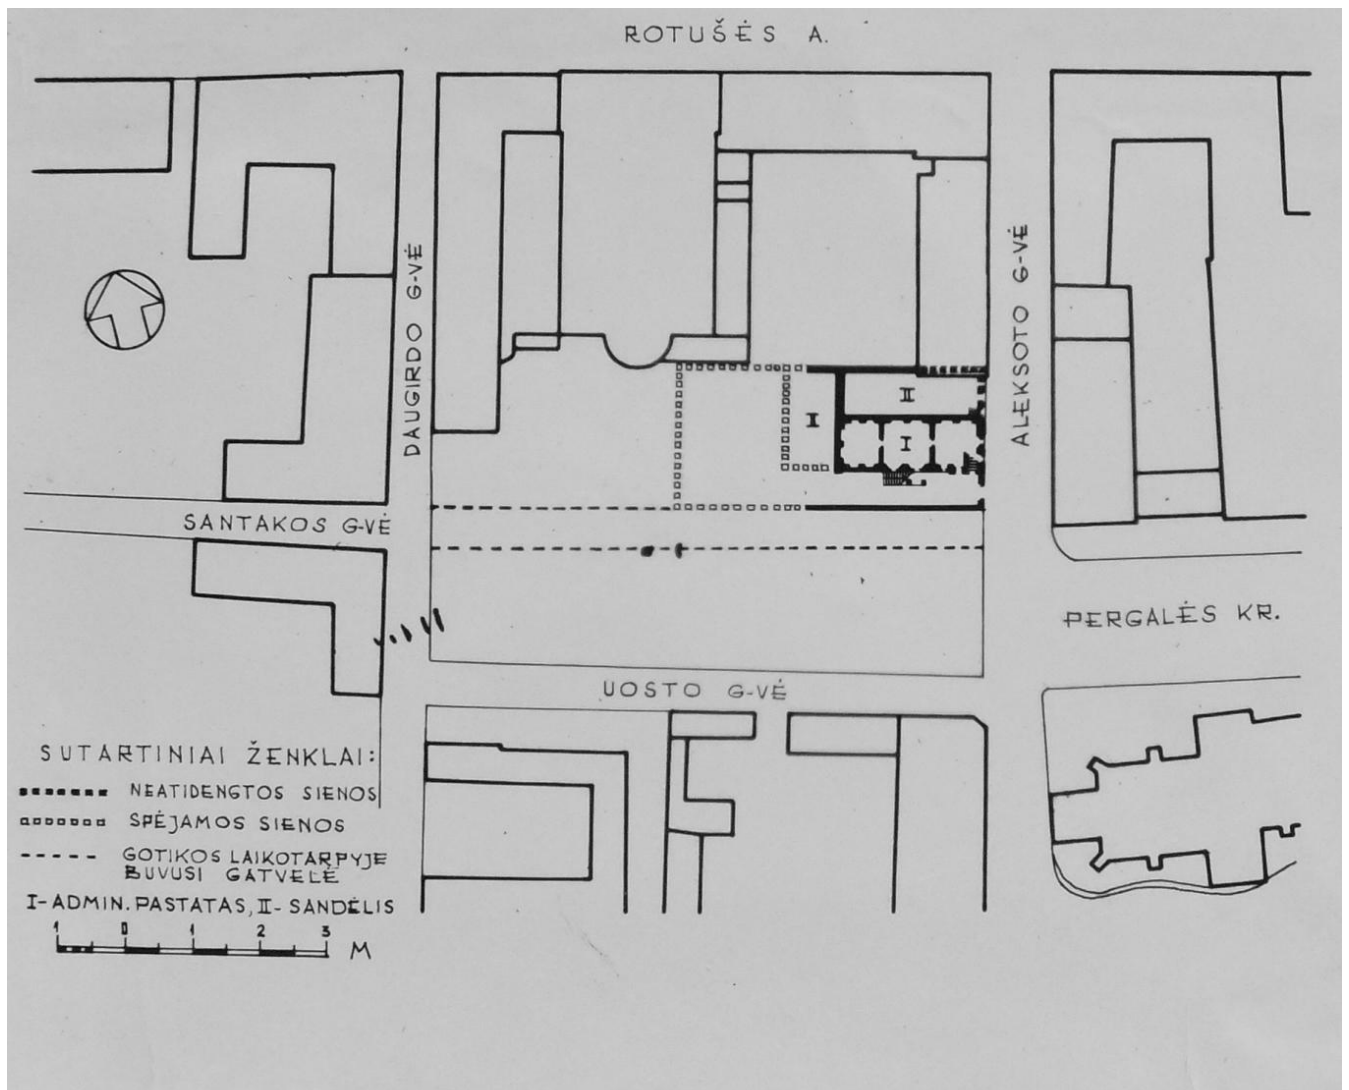 ROTUŠĖS A.
DAUGIRDO G-VĖ
ALEKSOTO G-VĖ
II
I
I
SANTAKOS G-VĖ
PERGALĖS KR.
UOSTO G-VĖ
SUTARTINIAI ŽENKLAI:
NEATIDENGTOS SIENOS
SPĖJAMOS SIENOS
GOTIKOS LAIKOTARPYJE
BUVUSI GATVELĖ
I-ADMIN. PASTATAS, II- SANDĖLIS
1 0 1 2 3 M